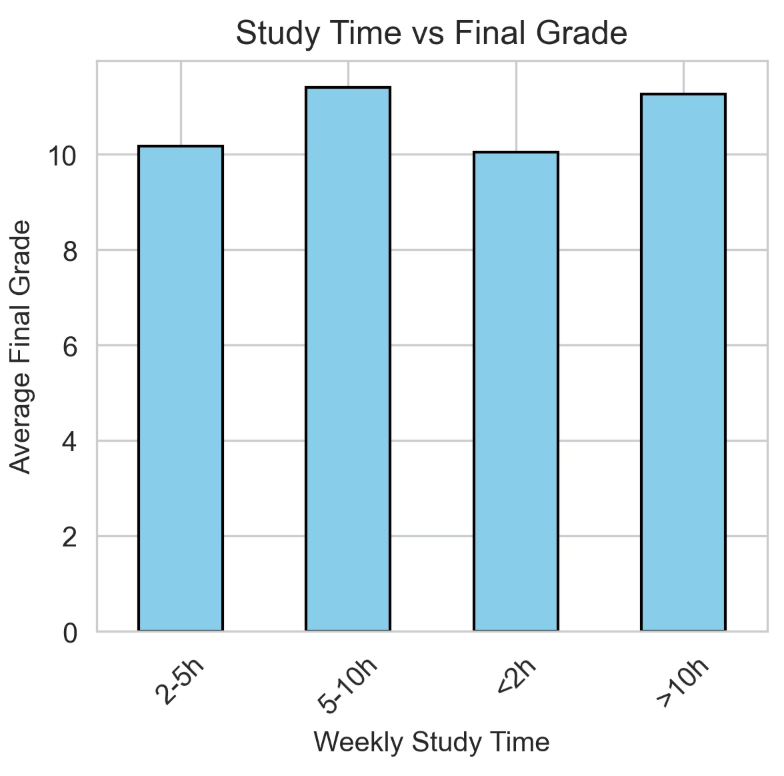 Study Time vs Final Grade
Average Final Grade
10
8
6
4
2
0
2-5h
5-10h
<2h
>10h
Weekly Study Time